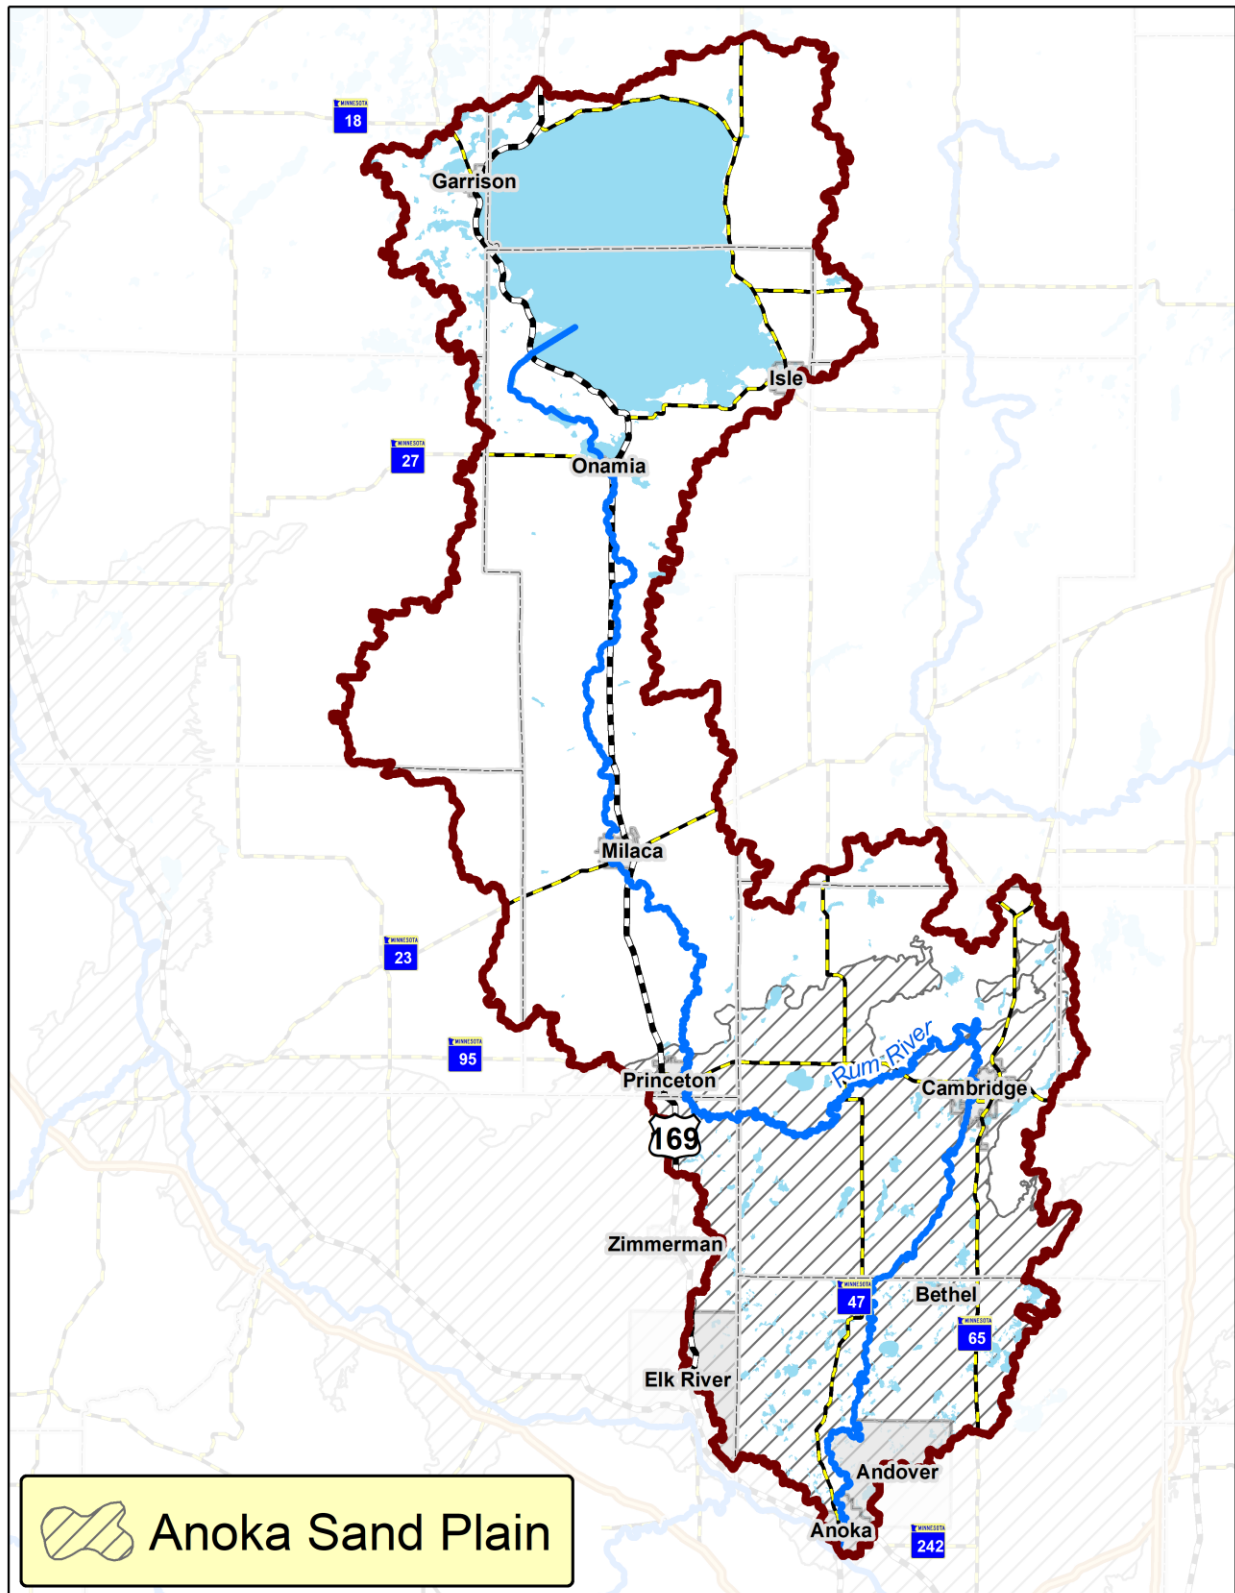 MINNESOTA
18
Garrison
Isle
MINNESOTA
27
Onamia
Milaca
MINNESOTA
23
Rum River
MINNESOTA
95
Princeton
Cambridge
169
Zimmerman
MINNESOTA
47
Bethel
MINNESOTA
65
Elk River
Andover
Anoka
MINNESOTA
242
Anoka Sand Plain